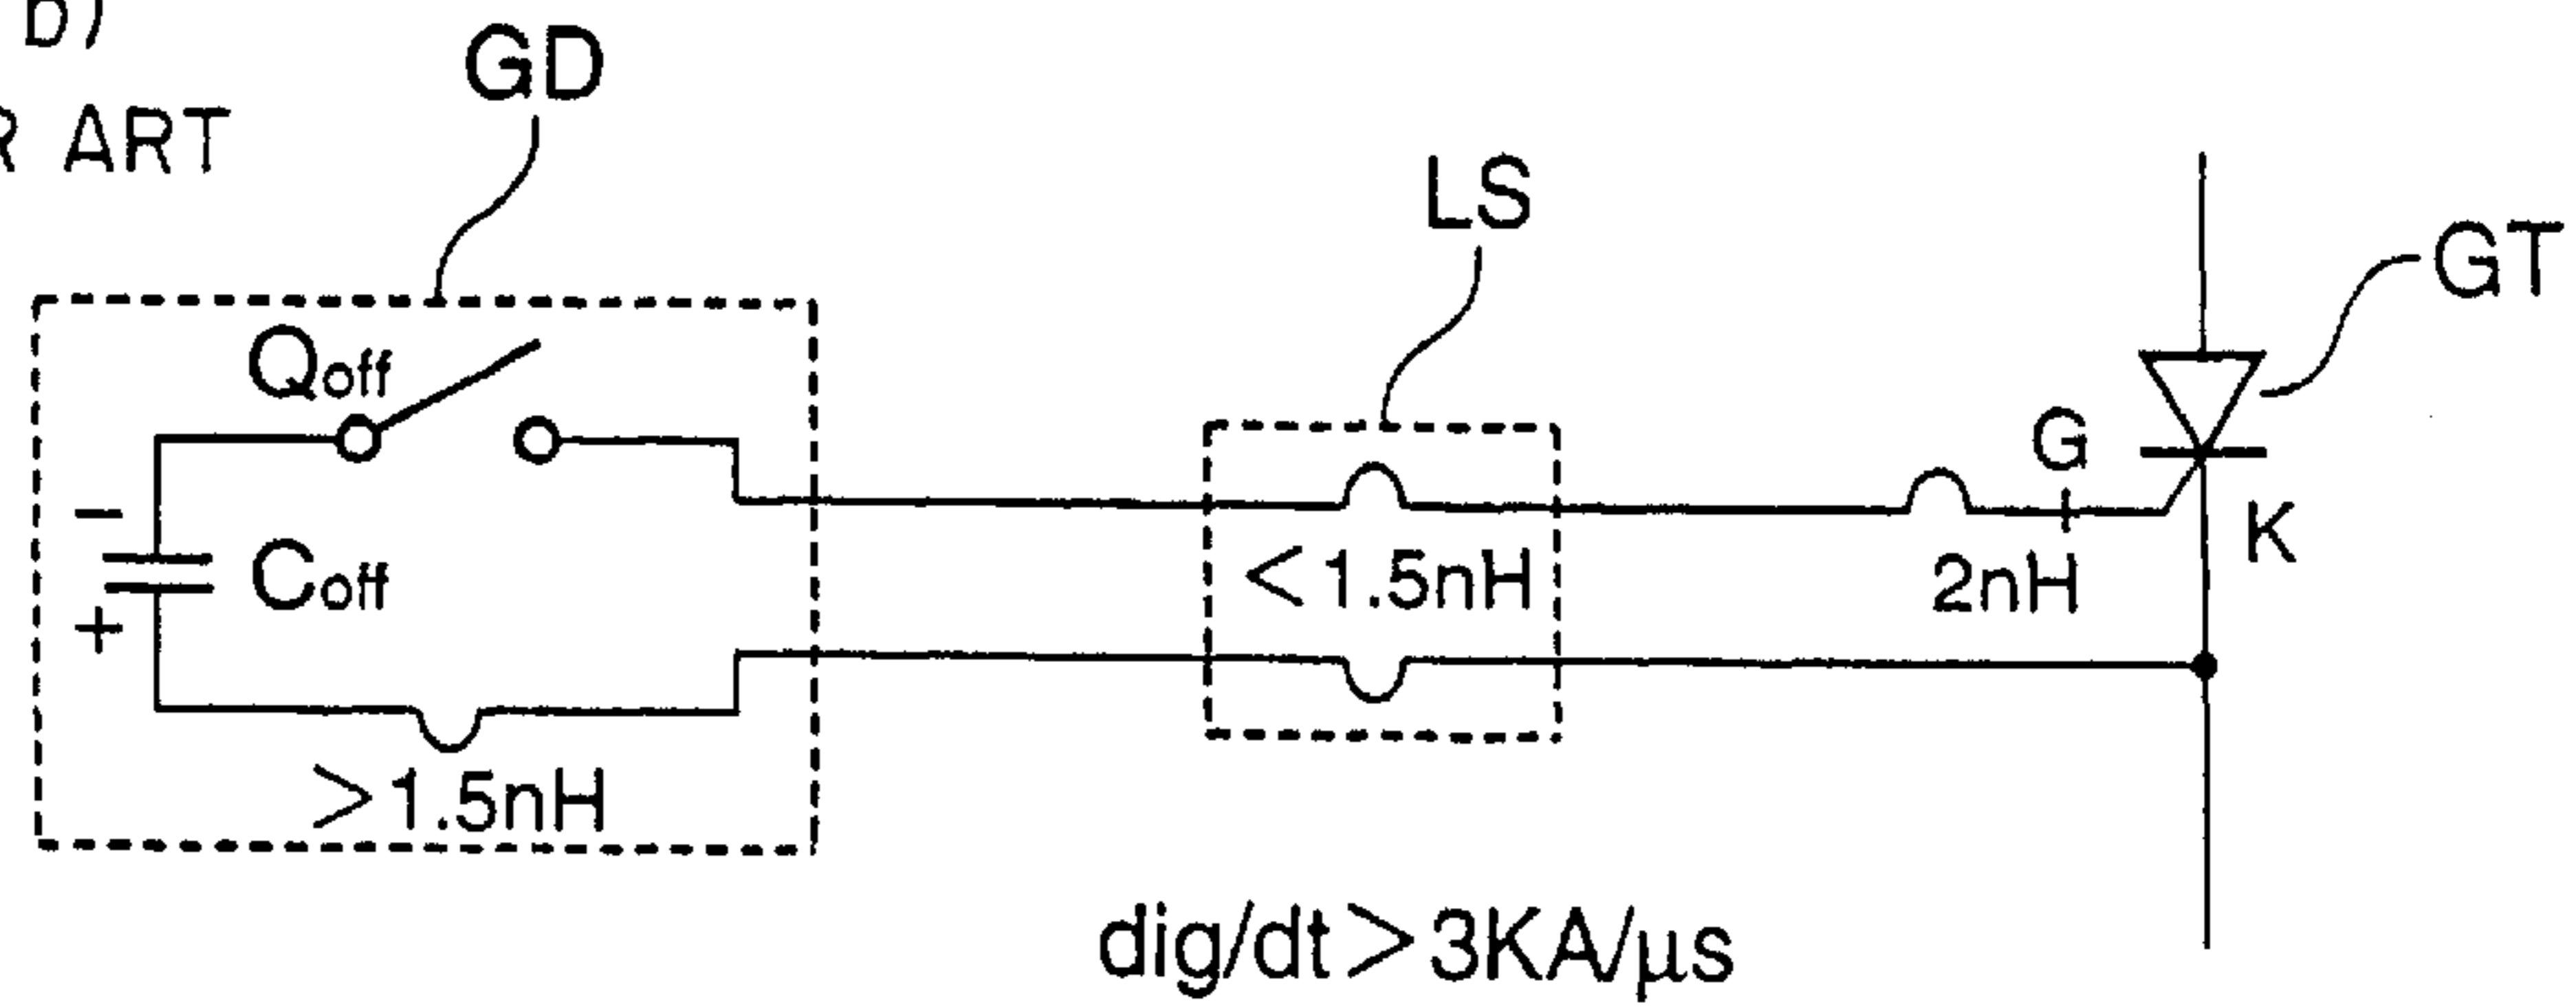 b)
R ART
GD
LS
GT
Qoff
G
−
Coff
+
K
<1.5nH
2nH
>1.5nH
dig/dt>3KA/μs